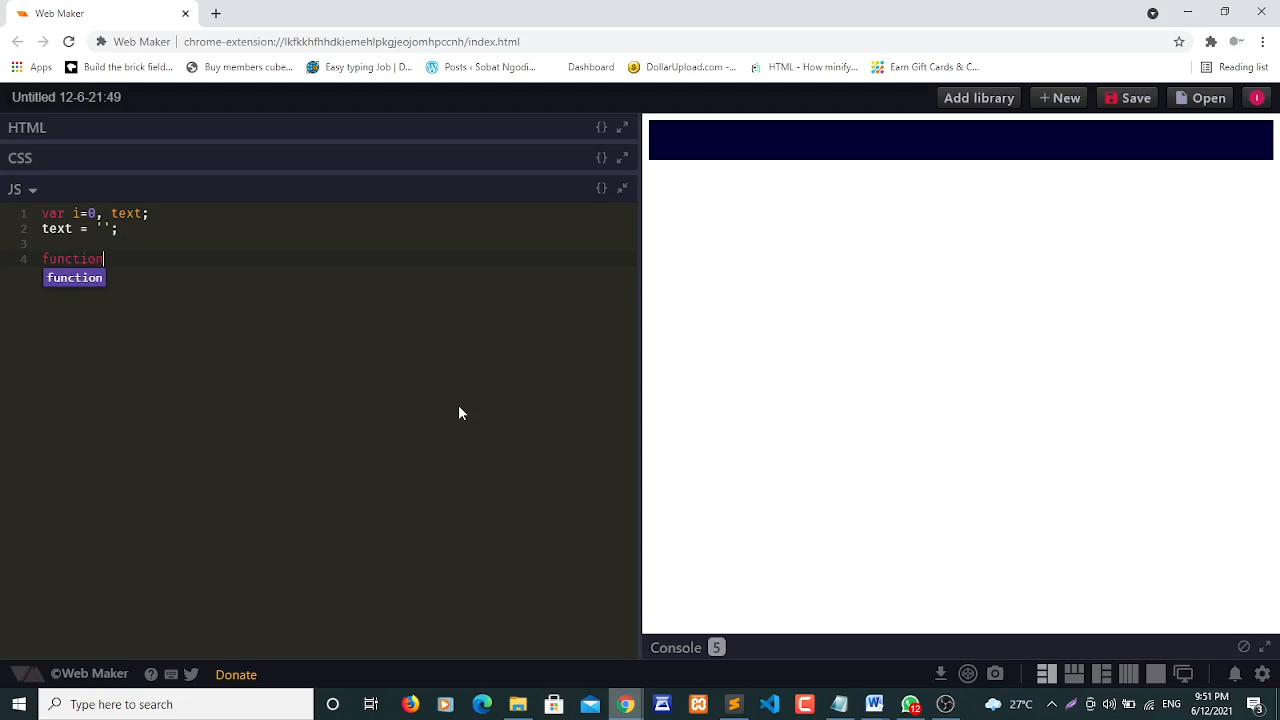 Web Maker
Web Maker chrome-extension://lkfkkhfhhdkiemehlpkgjeojomhpccnh/index.html
Apps Build the brick field... Buy members cube... Easy typing Job | D... Posts ‹ Sobat Ngodi... Dashboard DollarUpload.com -... HTML - How minify... Earn Gift Cards & C... Reading list
Untitled 12-6-21:49 Add library + New Save Open
HTML {}
CSS {}
JS {}
1 var i=0, text;
2 text = '';
3
4 function
function
Console 5
©Web Maker Donate
Type here to search 12 27°C ENG 9:51 PM 6/12/2021 3